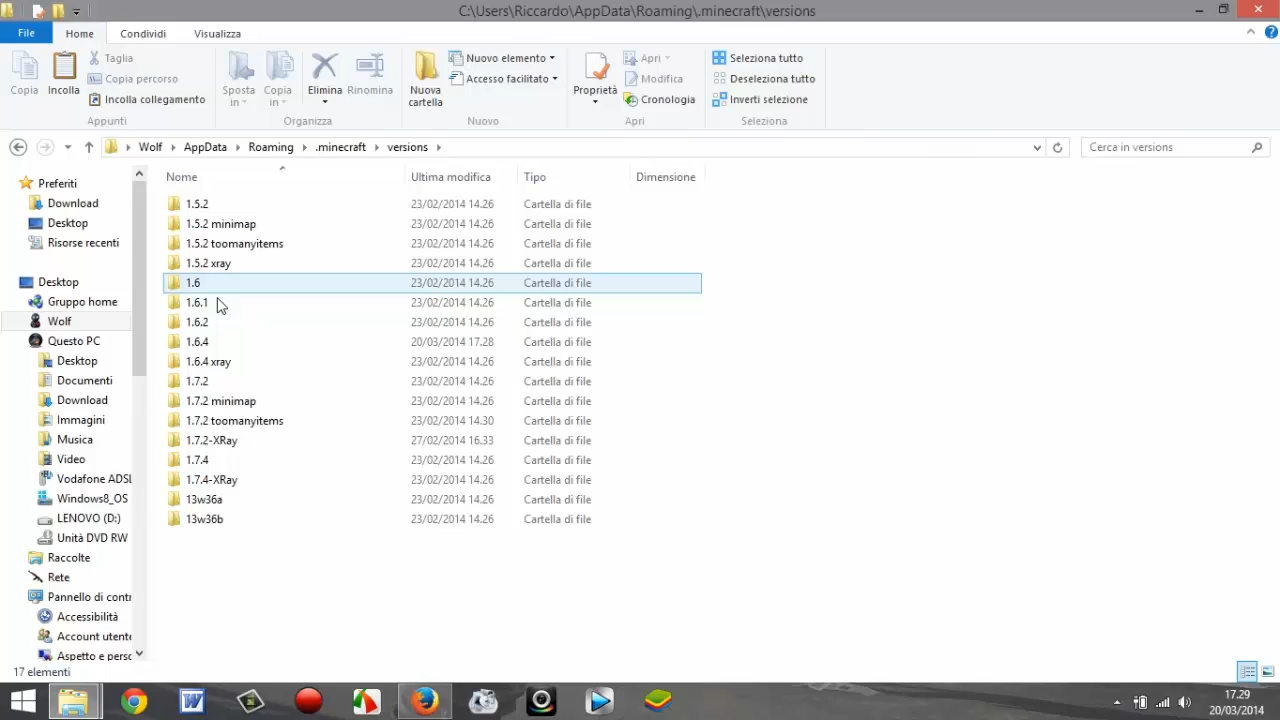 C:\Users\Riccardo\AppData\Roaming\.minecraft\versions
File Home Condividi Visualizza
Copia
Incolla
Taglia
Copia percorso
Incolla collegamento
Appunti
Sposta in
Copia in
Elimina
Rinomina
Organizza
Nuova cartella
Nuovo elemento
Accesso facilitato
Nuovo
Proprietà
Apri
Modifica
Cronologia
Apri
Seleziona tutto
Deseleziona tutto
Inverti selezione
Seleziona
Wolf AppData Roaming .minecraft versions
Cerca in versions
Preferiti
Download
Desktop
Risorse recenti
Desktop
Gruppo home
Wolf
Questo PC
Desktop
Documenti
Download
Immagini
Musica
Video
Vodafone ADSL
Windows8_OS
LENOVO (D:)
Unità DVD RW
Raccolte
Rete
Pannello di contr
Accessibilità
Account utente
Aspetto e perso
Nome Ultima modifica Tipo Dimensione
1.5.2 23/02/2014 14.26 Cartella di file
1.5.2 minimap 23/02/2014 14.26 Cartella di file
1.5.2 toomanyitems 23/02/2014 14.26 Cartella di file
1.5.2 xray 23/02/2014 14.26 Cartella di file
1.6 23/02/2014 14.26 Cartella di file
1.6.1 23/02/2014 14.26 Cartella di file
1.6.2 23/02/2014 14.26 Cartella di file
1.6.4 20/03/2014 17.28 Cartella di file
1.6.4 xray 23/02/2014 14.26 Cartella di file
1.7.2 23/02/2014 14.26 Cartella di file
1.7.2 minimap 23/02/2014 14.26 Cartella di file
1.7.2 toomanyitems 23/02/2014 14.30 Cartella di file
1.7.2-XRay 27/02/2014 16.33 Cartella di file
1.7.4 23/02/2014 14.26 Cartella di file
1.7.4-XRay 23/02/2014 14.26 Cartella di file
13w36a 23/02/2014 14.26 Cartella di file
13w36b 23/02/2014 14.26 Cartella di file
17 elementi
17.29
20/03/2014